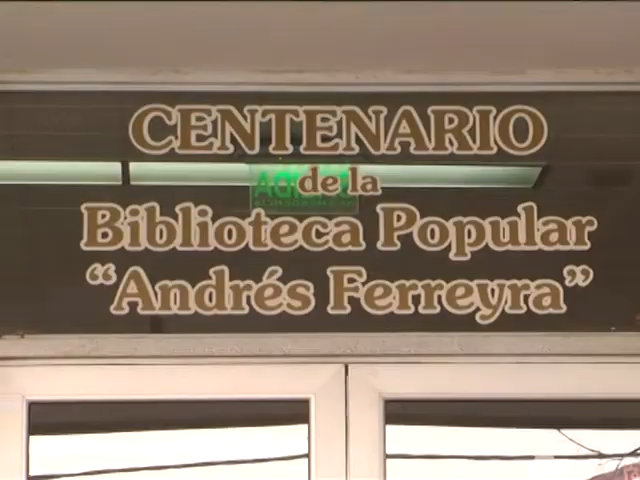 CENTENARIO
de la
Biblioteca Popular
“Andrés Ferreyra”